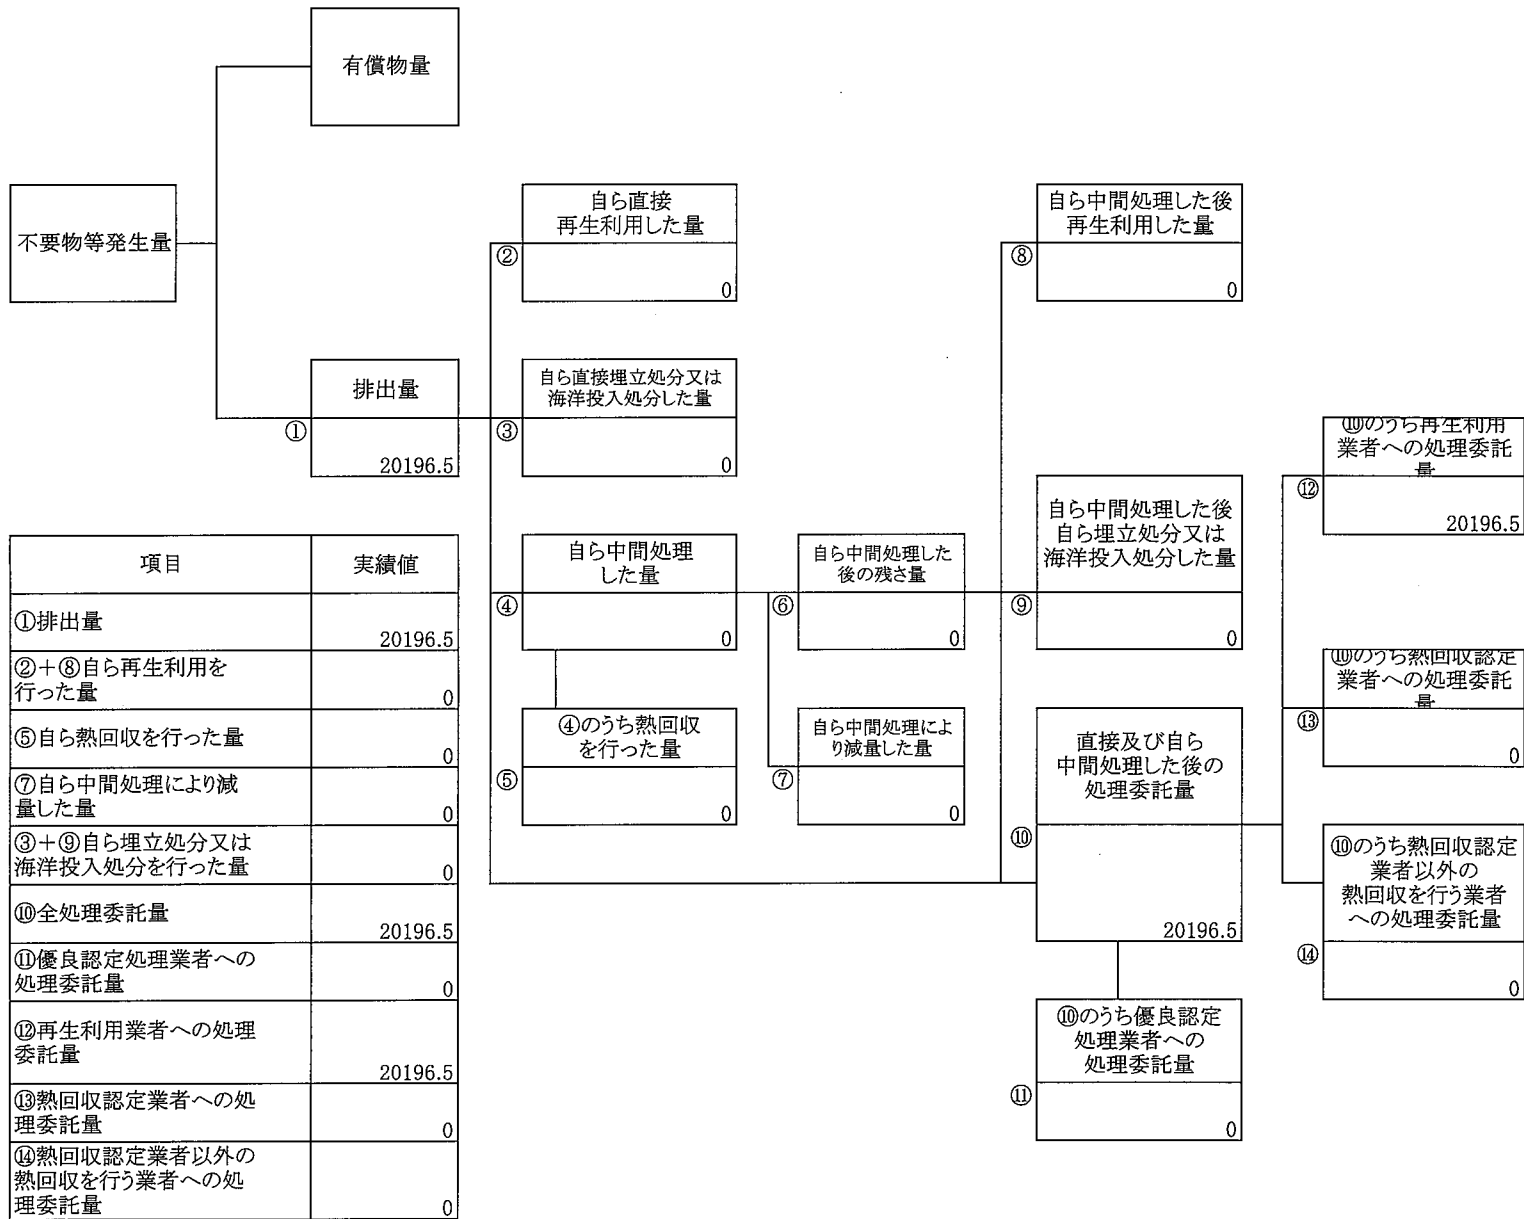 有償物量
不要物等発生量
自ら直接
再生利用した量
②
0
自ら中間処理した後
再生利用した量
⑧
0
排出量
①
20196.5
自ら直接埋立処分又は
海洋投入処分した量
③
0
⑩のうち再生利用
業者への処理委託
量
⑫
20196.5
自ら中間処理
した量
④
0
自ら中間処理した
後の残さ量
⑥
0
自ら中間処理した後
自ら埋立処分又は
海洋投入処分した量
⑨
0
⑩のうち熱回収認定
業者への処理委託
量
⑬
0
④のうち熱回収
を行った量
⑤
0
自ら中間処理によ
り減量した量
⑦
0
直接及び自ら
中間処理した後の
処理委託量
⑩
20196.5
⑩のうち熱回収認定
業者以外の
熱回収を行う業者
への処理委託量
⑭
0
⑩のうち優良認定
処理業者への
処理委託量
⑪
0
項目 実績値
①排出量
20196.5
②+⑧自ら再生利用を
行った量
0
⑤自ら熱回収を行った量
0
⑦自ら中間処理により減
量した量
0
③+⑨自ら埋立処分又は
海洋投入処分を行った量
0
⑩全処理委託量
20196.5
⑪優良認定処理業者への
処理委託量
0
⑫再生利用業者への処理
委託量
20196.5
⑬熱回収認定業者への処
理委託量
0
⑭熱回収認定業者以外の
熱回収を行う業者への処
理委託量
0